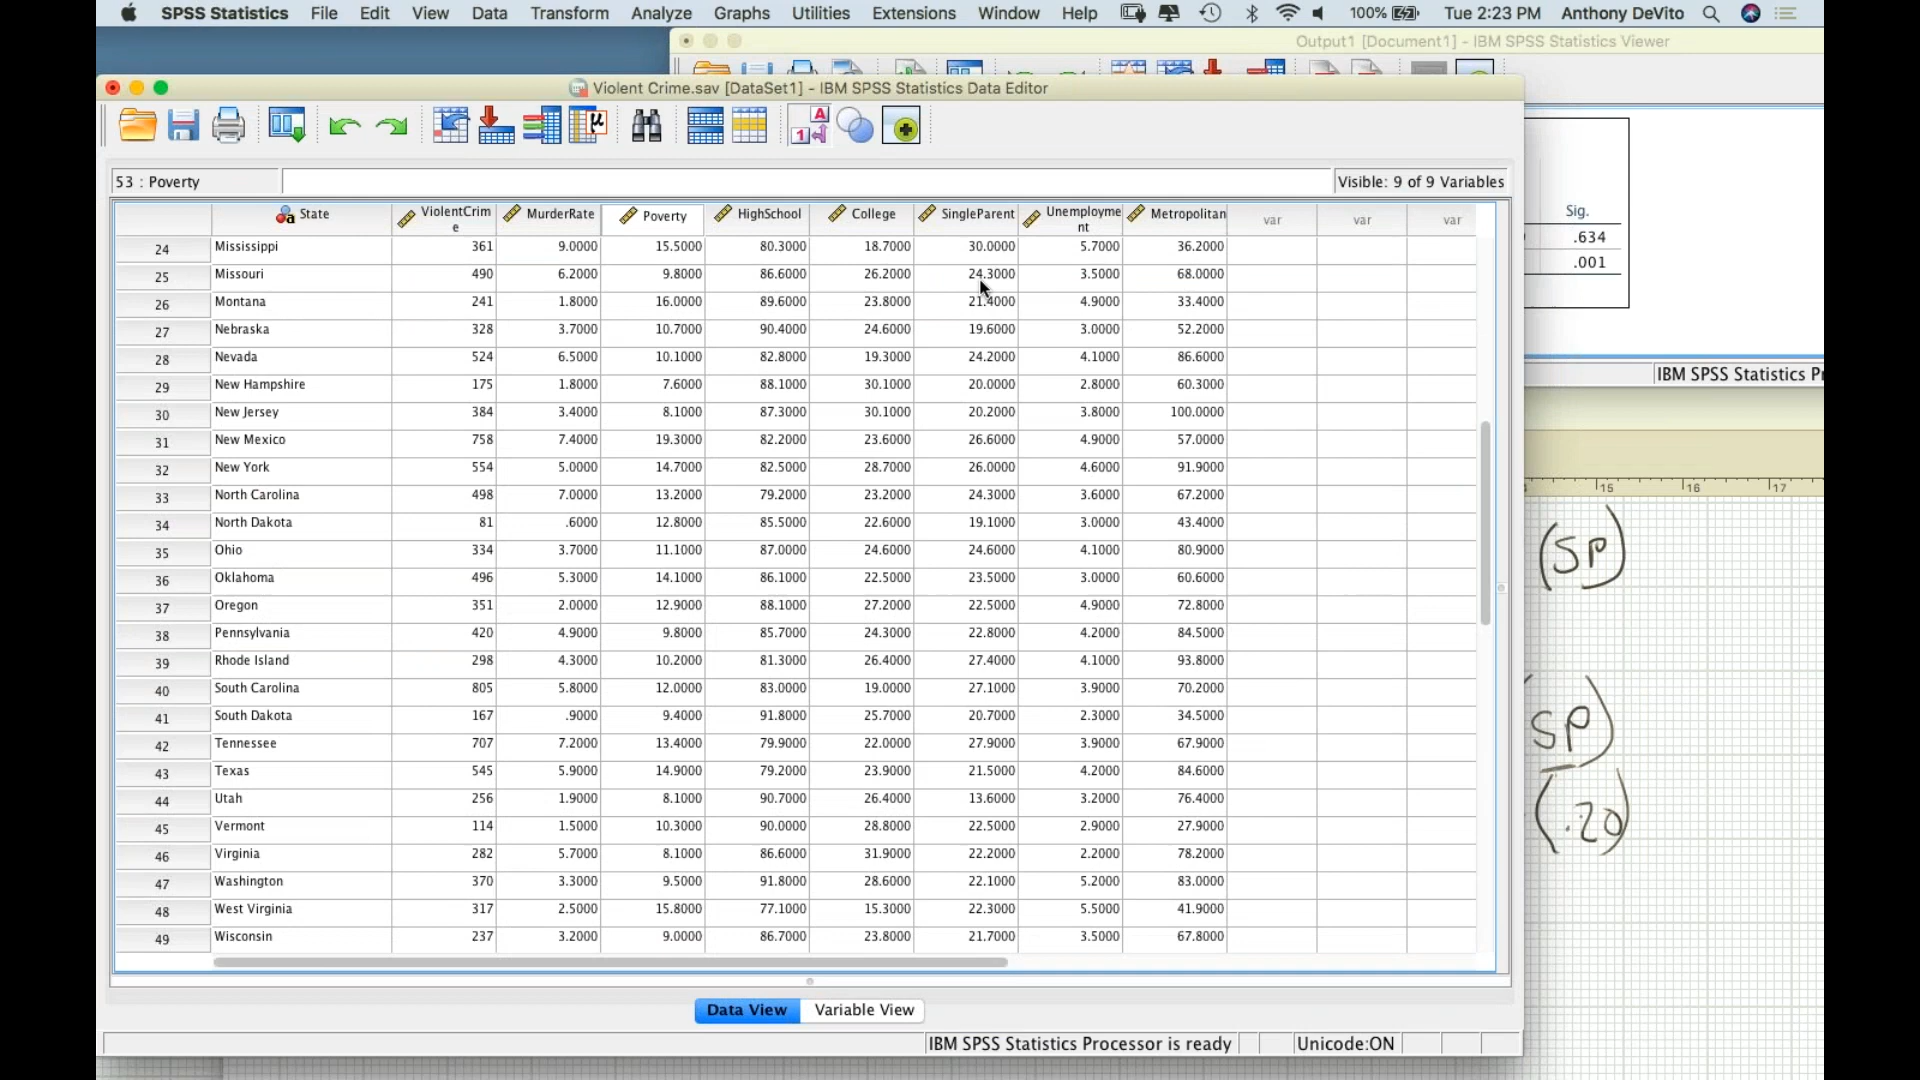 SPSS Statistics File Edit View Data Transform Analyze Graphs Utilities Extensions Window Help 100% Tue 2:23 PM Anthony DeVito
Output1 [Document1] - IBM SPSS Statistics Viewer
Violent Crime.sav [DataSet1] - IBM SPSS Statistics Data Editor
53 : Poverty Visible: 9 of 9 Variables
State ViolentCrime MurderRate Poverty HighSchool College SingleParent Unemployment Metropolitan var var var
24 Mississippi 361 9.0000 15.5000 80.3000 18.7000 30.0000 5.7000 36.2000
25 Missouri 490 6.2000 9.8000 86.6000 26.2000 24.3000 3.5000 68.0000
26 Montana 241 1.8000 16.0000 89.6000 23.8000 21.4000 4.9000 33.4000
27 Nebraska 328 3.7000 10.7000 90.4000 24.6000 19.6000 3.0000 52.2000
28 Nevada 524 6.5000 10.1000 82.8000 19.3000 24.2000 4.1000 86.6000
29 New Hampshire 175 1.8000 7.6000 88.1000 30.1000 20.0000 2.8000 60.3000
30 New Jersey 384 3.4000 8.1000 87.3000 30.1000 20.2000 3.8000 100.0000
31 New Mexico 758 7.4000 19.3000 82.2000 23.6000 26.6000 4.9000 57.0000
32 New York 554 5.0000 14.7000 82.5000 28.7000 26.0000 4.6000 91.9000
33 North Carolina 498 7.0000 13.2000 79.2000 23.2000 24.3000 3.6000 67.2000
34 North Dakota 81 .6000 12.8000 85.5000 22.6000 19.1000 3.0000 43.4000
35 Ohio 334 3.7000 11.1000 87.0000 24.6000 24.6000 4.1000 80.9000
36 Oklahoma 496 5.3000 14.1000 86.1000 22.5000 23.5000 3.0000 60.6000
37 Oregon 351 2.0000 12.9000 88.1000 27.2000 22.5000 4.9000 72.8000
38 Pennsylvania 420 4.9000 9.8000 85.7000 24.3000 22.8000 4.2000 84.5000
39 Rhode Island 298 4.3000 10.2000 81.3000 26.4000 27.4000 4.1000 93.8000
40 South Carolina 805 5.8000 12.0000 83.0000 19.0000 27.1000 3.9000 70.2000
41 South Dakota 167 .9000 9.4000 91.8000 25.7000 20.7000 2.3000 34.5000
42 Tennessee 707 7.2000 13.4000 79.9000 22.0000 27.9000 3.9000 67.9000
43 Texas 545 5.9000 14.9000 79.2000 23.9000 21.5000 4.2000 84.6000
44 Utah 256 1.9000 8.1000 90.7000 26.4000 13.6000 3.2000 76.4000
45 Vermont 114 1.5000 10.3000 90.0000 28.8000 22.5000 2.9000 27.9000
46 Virginia 282 5.7000 8.1000 86.6000 31.9000 22.2000 2.2000 78.2000
47 Washington 370 3.3000 9.5000 91.8000 28.6000 22.1000 5.2000 83.0000
48 West Virginia 317 2.5000 15.8000 77.1000 15.3000 22.3000 5.5000 41.9000
49 Wisconsin 237 3.2000 9.0000 86.7000 23.8000 21.7000 3.5000 67.8000
Data View Variable View
IBM SPSS Statistics Processor is ready Unicode:ON
Sig.
.634
.001
IBM SPSS Statistics Pr
15 16 17
(SP)
(SP)
(.20)